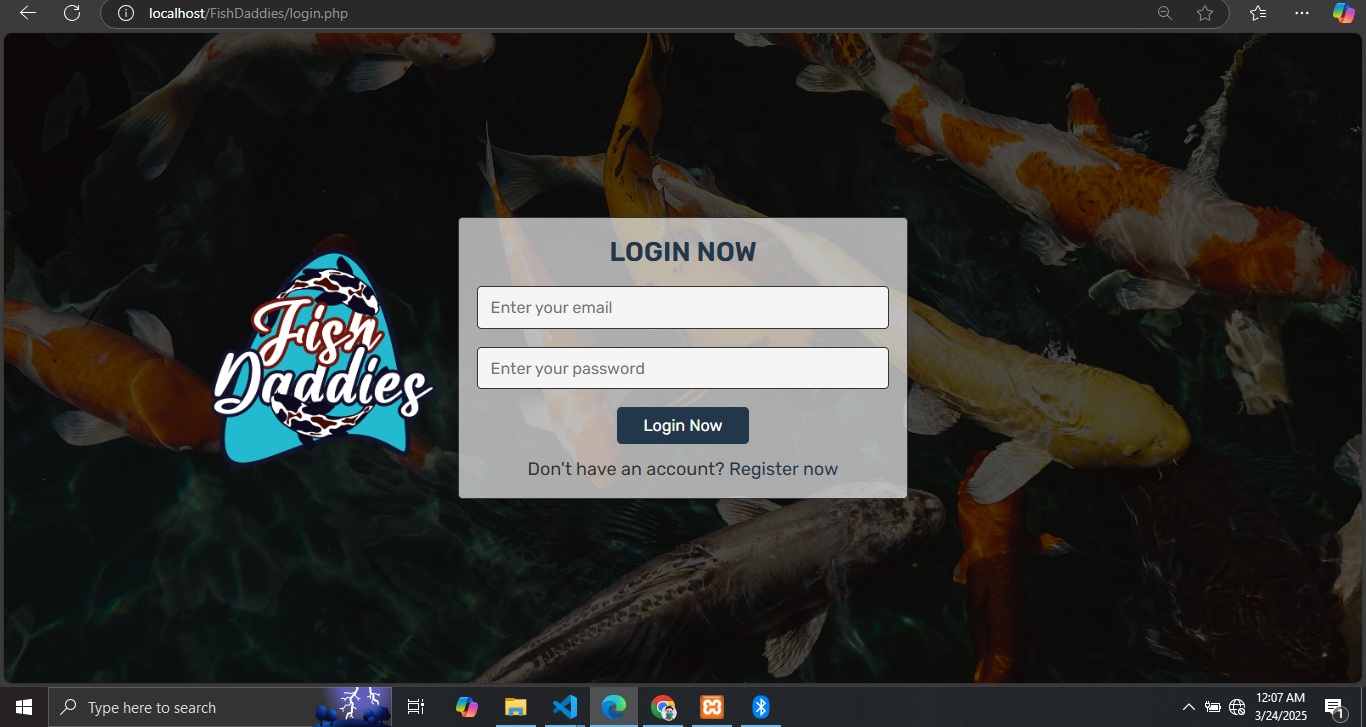 localhost/FishDaddies/login.php
LOGIN NOW
Enter your email
Fish
Daddies
Enter your password
Login Now
Don't have an account? Register now
Type here to search
12:07 AM
3/24/2025
1